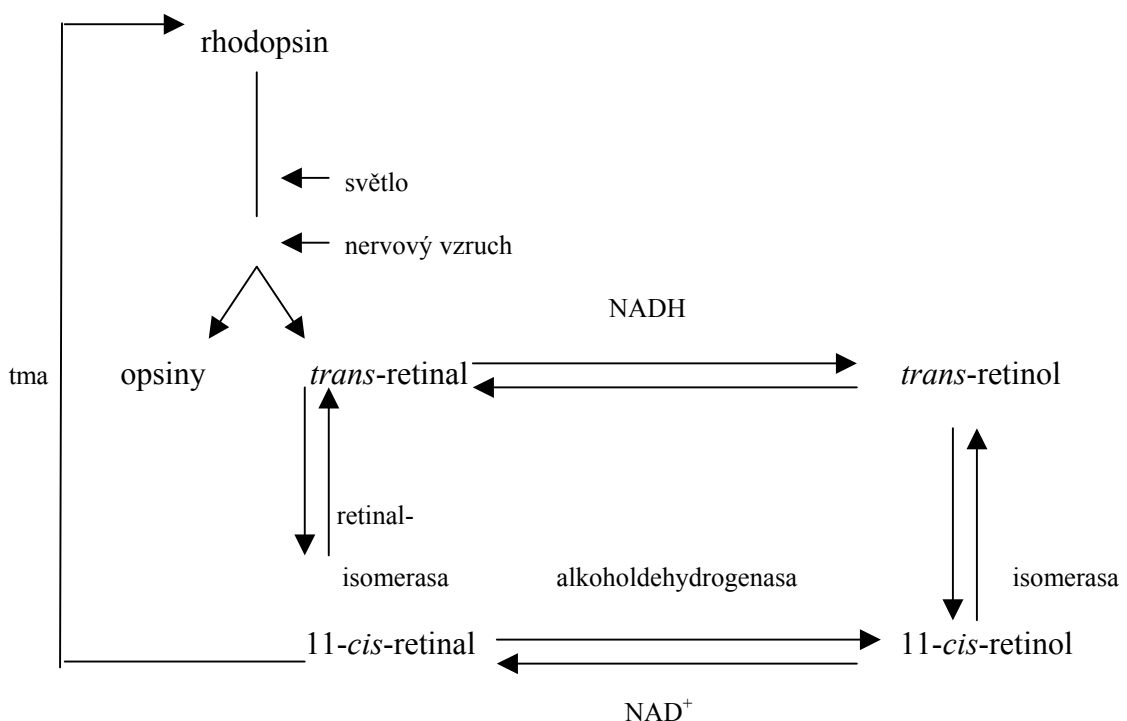 rhodopsin
světlo
nervový vzruch
NADH
tma
opsiny
trans-retinal
trans-retinol
retinal-
isomerasa
alkoholdehydrogenasa
isomerasa
11-cis-retinal
11-cis-retinol
NAD⁺